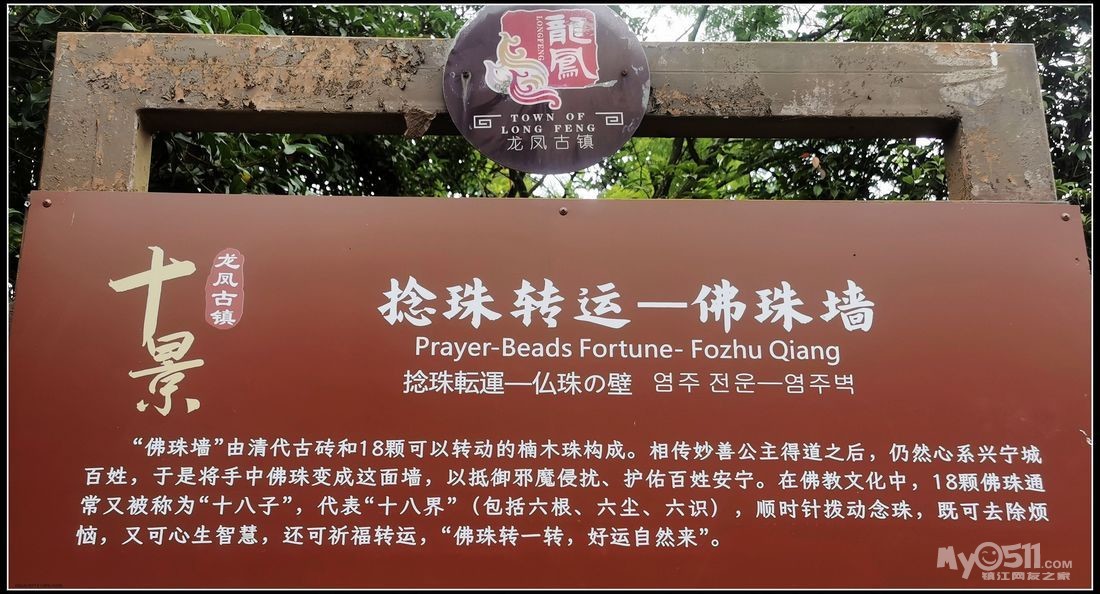 龍鳳
LONGFENG
TOWN OF
LONG FENG
龙凤古镇
十景
龙凤古镇
捻珠转运—佛珠墙
Prayer-Beads Fortune- Fozhu Qiang
捻珠転運—仏珠の壁 염주 전운—염주벽
“佛珠墙”由清代古砖和18颗可以转动的楠木珠构成。相传妙善公主得道之后，仍然心系兴宁城
百姓，于是将手中佛珠变成这面墙，以抵御邪魔侵扰、护佑百姓安宁。在佛教文化中，18颗佛珠通
常又被称为“十八子”，代表“十八界”（包括六根、六尘、六识），顺时针拨动念珠，既可去除烦
恼，又可心生智慧，还可祈福转运，“佛珠转一转，好运自然来”。
My0511.COM
镇江网友之家